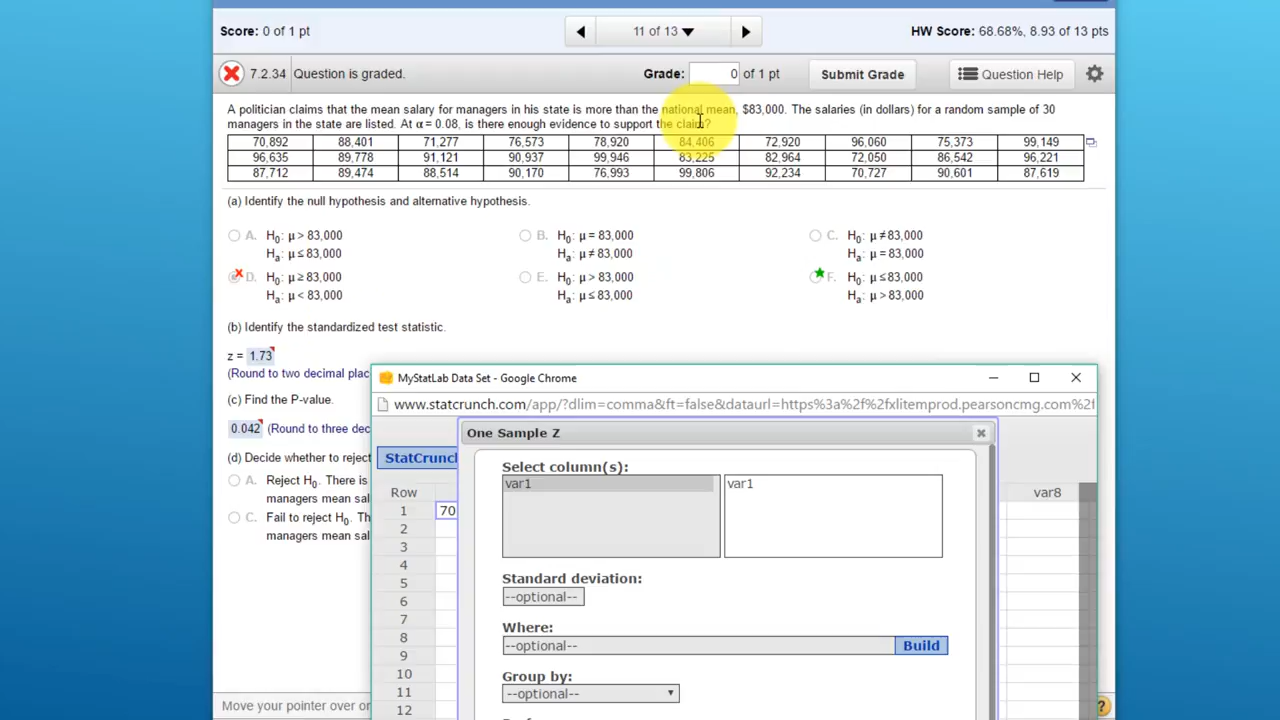 Score: 0 of 1 pt
11 of 13
HW Score: 68.68%, 8.93 of 13 pts
7.2.34
Question is graded.
Grade: 0 of 1 pt
Submit Grade
Question Help
A politician claims that the mean salary for managers in his state is more than the national mean, $83,000. The salaries (in dollars) for a random sample of 30
managers in the state are listed. At α = 0.08, is there enough evidence to support the claim?
70,892 88,401 71,277 76,573 78,920 84,406 72,920 96,060 75,373 99,149
96,635 89,778 91,121 90,937 99,946 83,225 82,964 72,050 86,542 96,221
87,712 89,474 88,514 90,170 76,993 99,806 92,234 70,727 90,601 87,619
(a) Identify the null hypothesis and alternative hypothesis.
A. H0: μ > 83,000 B. H0: μ = 83,000 C. H0: μ ≠ 83,000
Ha: μ ≤ 83,000 Ha: μ ≠ 83,000 Ha: μ = 83,000
D. H0: μ ≥ 83,000 E. H0: μ > 83,000 F. H0: μ ≤ 83,000
Ha: μ < 83,000 Ha: μ ≤ 83,000 Ha: μ > 83,000
(b) Identify the standardized test statistic.
z = 1.73
(Round to two decimal plac
(c) Find the P-value.
0.042 (Round to three dec
(d) Decide whether to reject
A. Reject H0. There is
managers mean sal
C. Fail to reject H0. Th
managers mean sal
Move your pointer over or
?
MyStatLab Data Set - Google Chrome
www.statcrunch.com/app/?dlim=comma&ft=false&dataurl=https%3a%2f%2fxlitemprod.pearsoncmg.com%2f
StatCrunch
Row
var8
1 70
2
3
4
5
6
7
8
9
10
11
12
One Sample Z
Select column(s):
var1 var1
Standard deviation:
--optional--
Where:
--optional-- Build
Group by:
--optional--